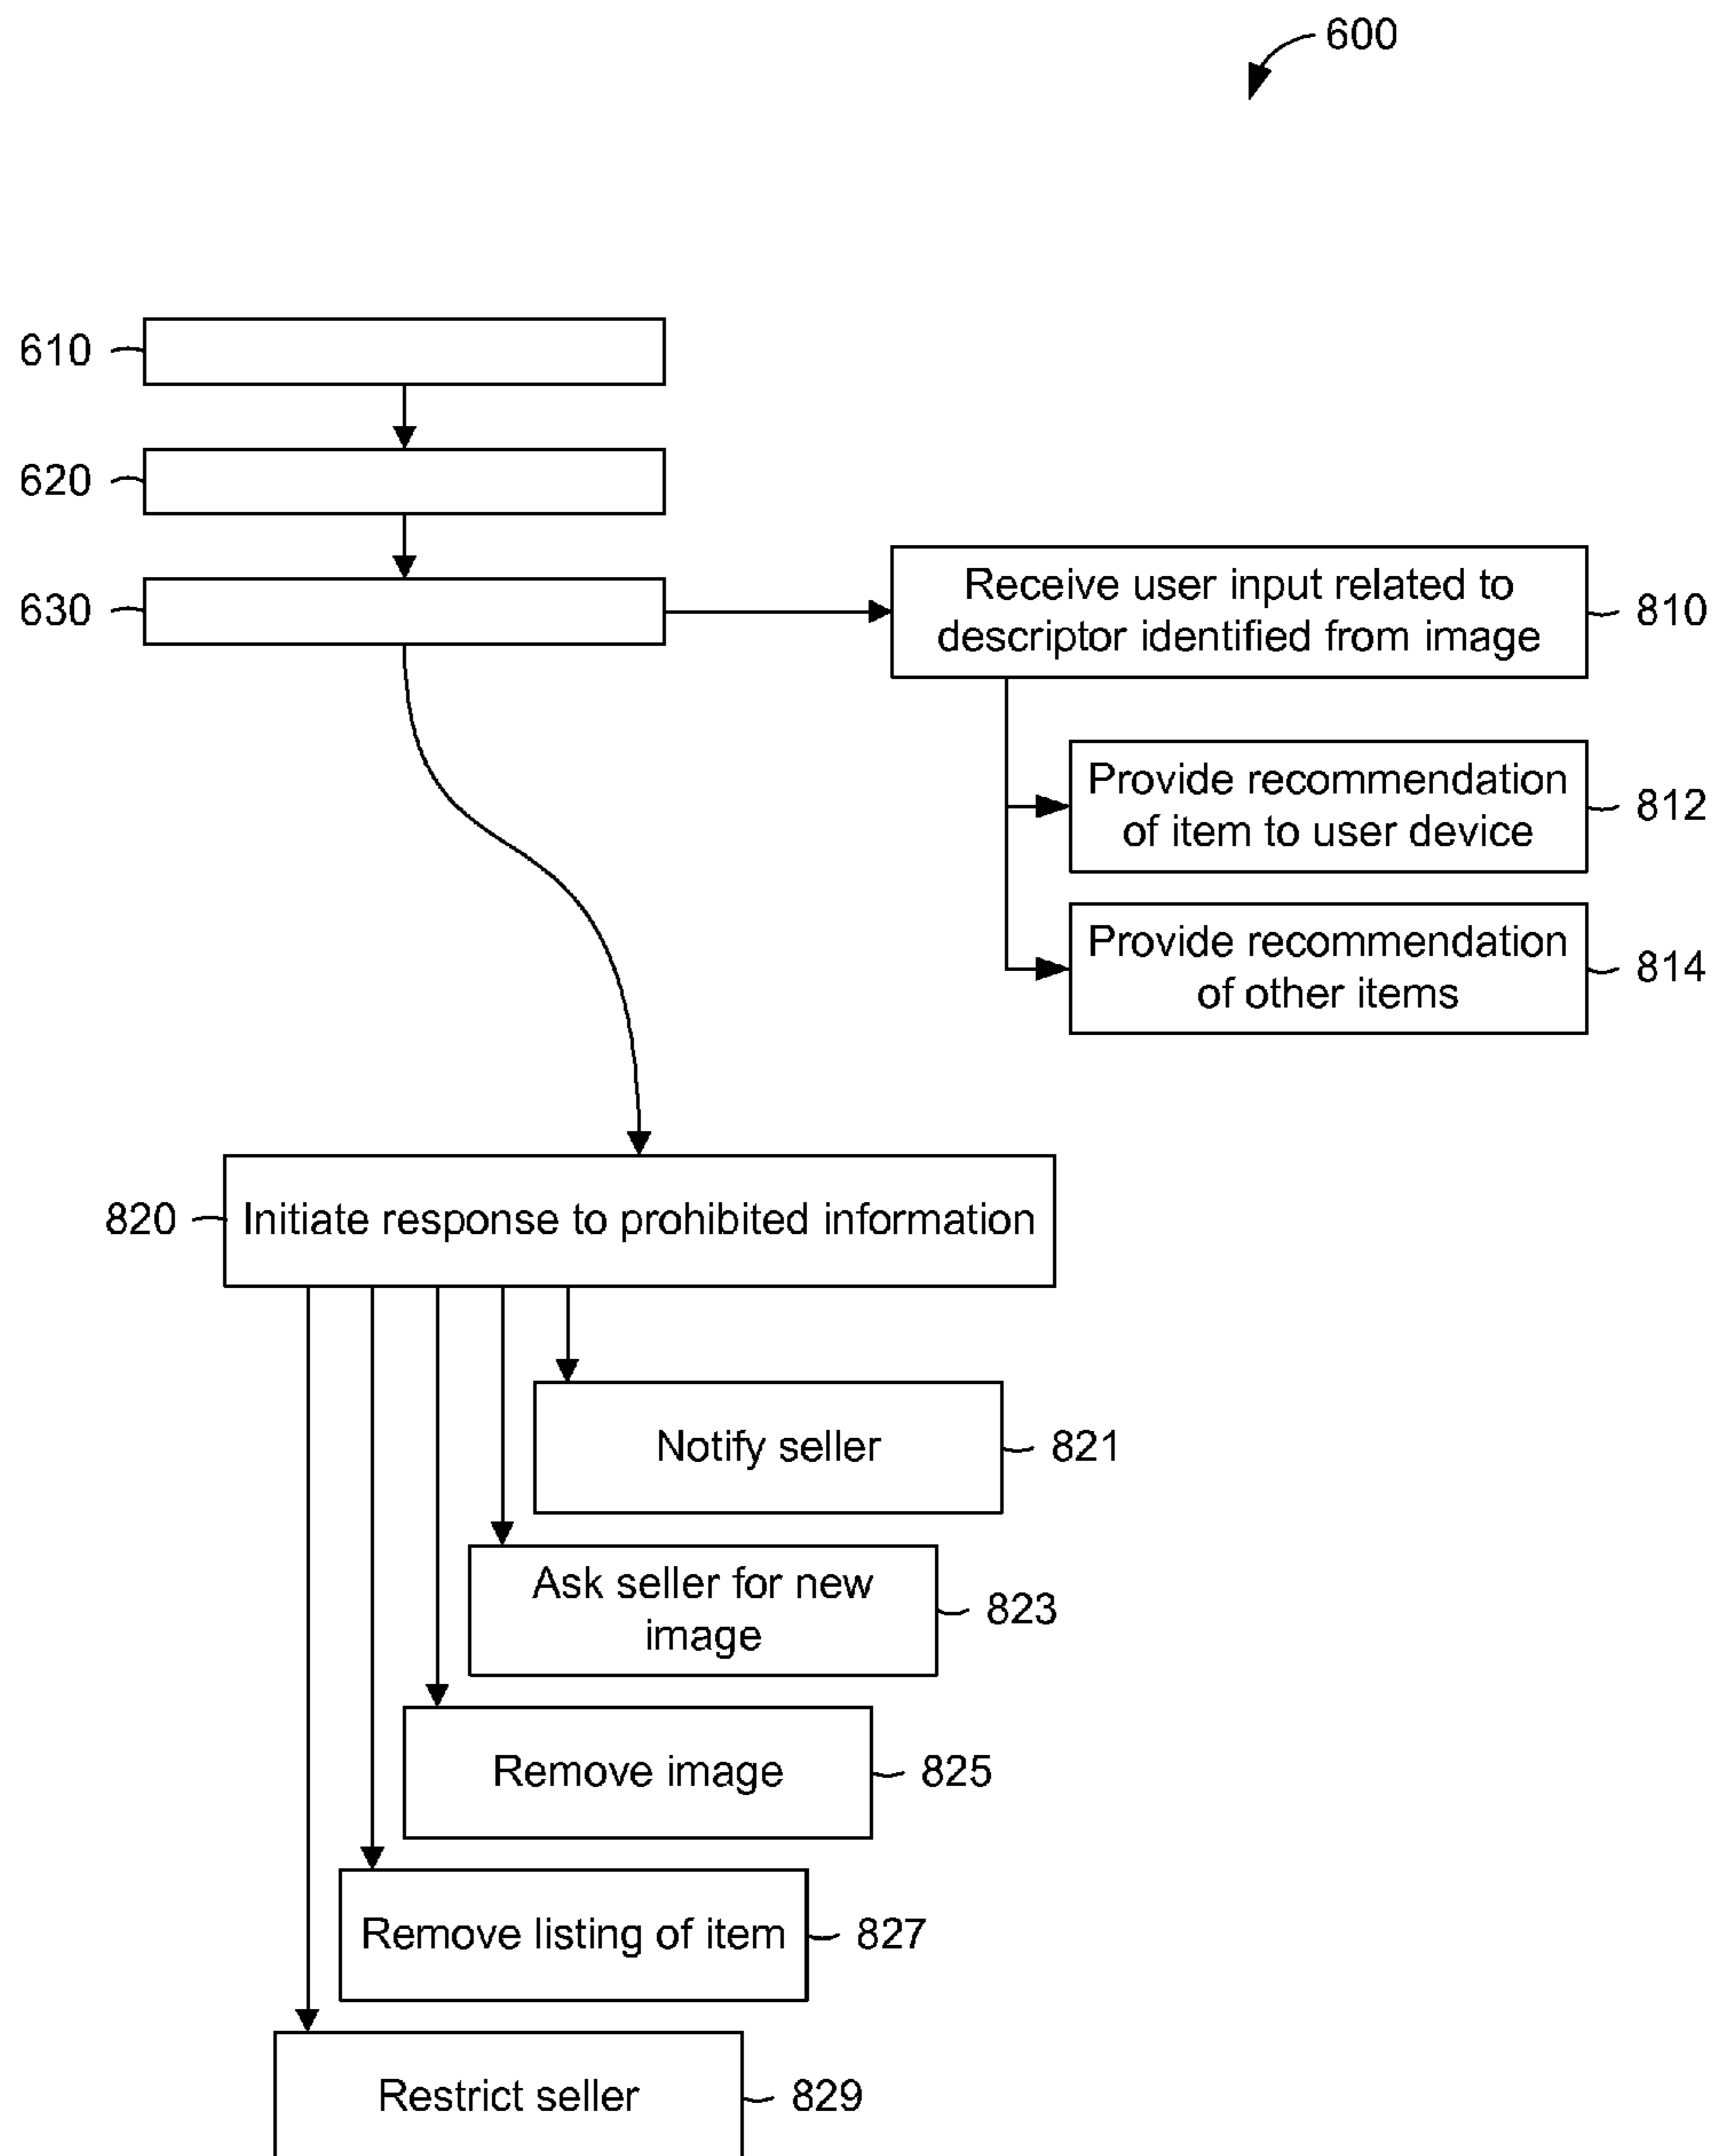 600
610
620
630
Receive user input related to
descriptor identified from image
810
Provide recommendation
of item to user device
812
Provide recommendation
of other items
814
820
Initiate response to prohibited information
Notify seller
821
Ask seller for new
image
823
Remove image
825
Remove listing of item
827
Restrict seller
829